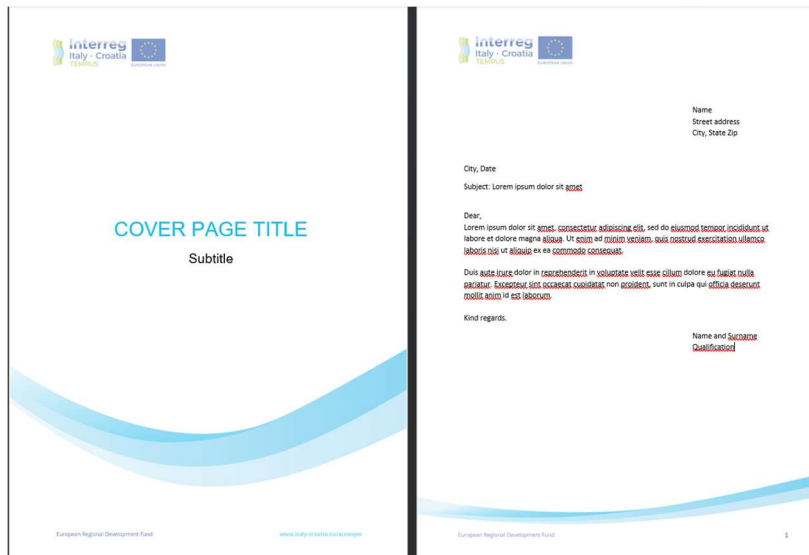 Interreg
Italy - Croatia
TEMPUS
EUROPEAN UNION
COVER PAGE TITLE
Subtitle
European Regional Development Fund
Interreg
Italy - Croatia
TEMPUS
EUROPEAN UNION
Name
Street address
City, State Zip
City, Date
Subject: Lorem ipsum dolor sit amet
Dear,
Lorem ipsum dolor sit amet, consectetur adipiscing elit, sed do eiusmod tempor incididunt ut
labore et dolore magna aliqua. Ut enim ad minim veniam, quis nostrud exercitation ullamco
laboris nisi ut aliquip ex ea commodo consequat.
Duis aute irure dolor in reprehenderit in voluptate velit esse cillum dolore eu fugiat nulla
pariatur. Excepteur sint occaecat cupidatat non proident, sunt in culpa qui officia deserunt
mollit anim id est laborum.
Kind regards.
Name and Surname
Qualification
European Regional Development Fund
1